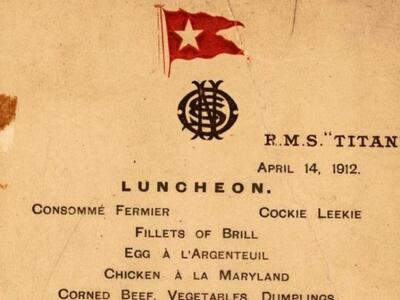 R.M.S. "TITAN
APRIL 14, 1912.
LUNCHEON.
CONSOMMÉ FERMIER COCKIE LEEKIE
FILLETS OF BRILL
EGG À L'ARGENTEUIL
CHICKEN À LA MARYLAND
CORNED BEEF, VEGETABLES, DUMPLINGS